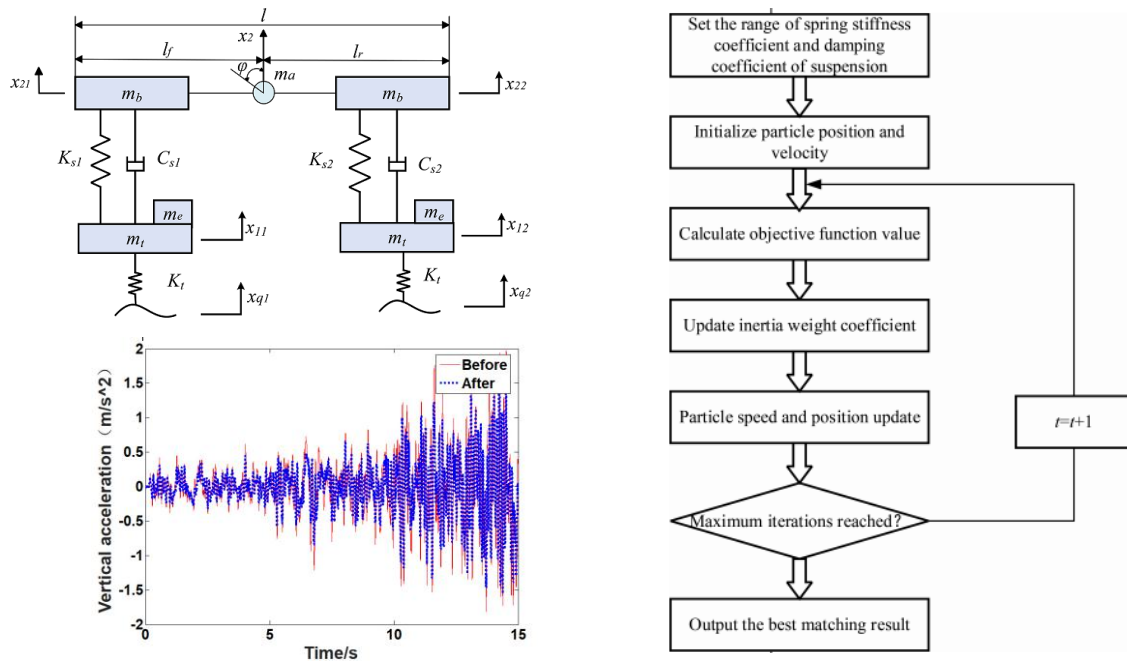 l
x2
lf
lr
φ
ma
x21
mb
mb
x22
Ks1
Cs1
Ks2
Cs2
me
me
mt
x11
mt
x12
Kt
xq1
Kt
xq2
2
1.5
1
0.5
0
-0.5
-1
-1.5
-2
Vertical acceleration（m/s^2）
Before
After
0
5
10
15
Time/s
Set the range of spring stiffness
coefficient and damping
coefficient of suspension
Initialize particle position and
velocity
Calculate objective function value
Update inertia weight coefficient
Particle speed and position update
t=t+1
Maximum iterations reached？
Output the best matching result